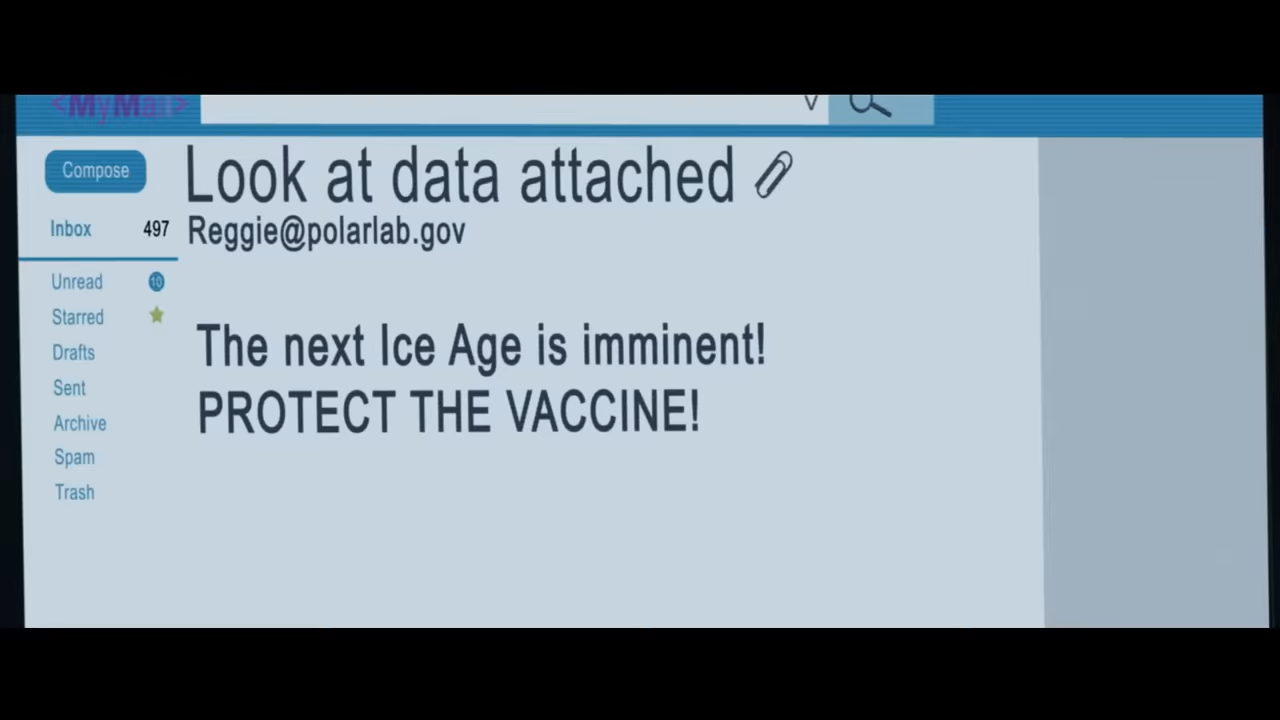 <MyMail>
V
Compose
Look at data attached
Inbox 497
Reggie@polarlab.gov
Unread 10
Starred
Drafts
Sent
Archive
Spam
Trash
The next Ice Age is imminent!
PROTECT THE VACCINE!